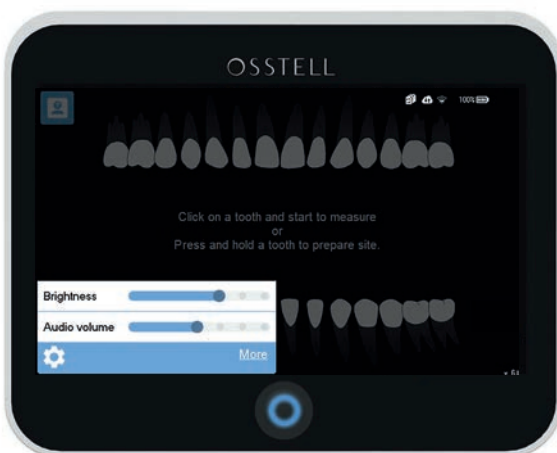 OSSTELL
100%
Click on a tooth and start to measure
or
Press and hold a tooth to prepare site.
Brightness
Audio volume
More